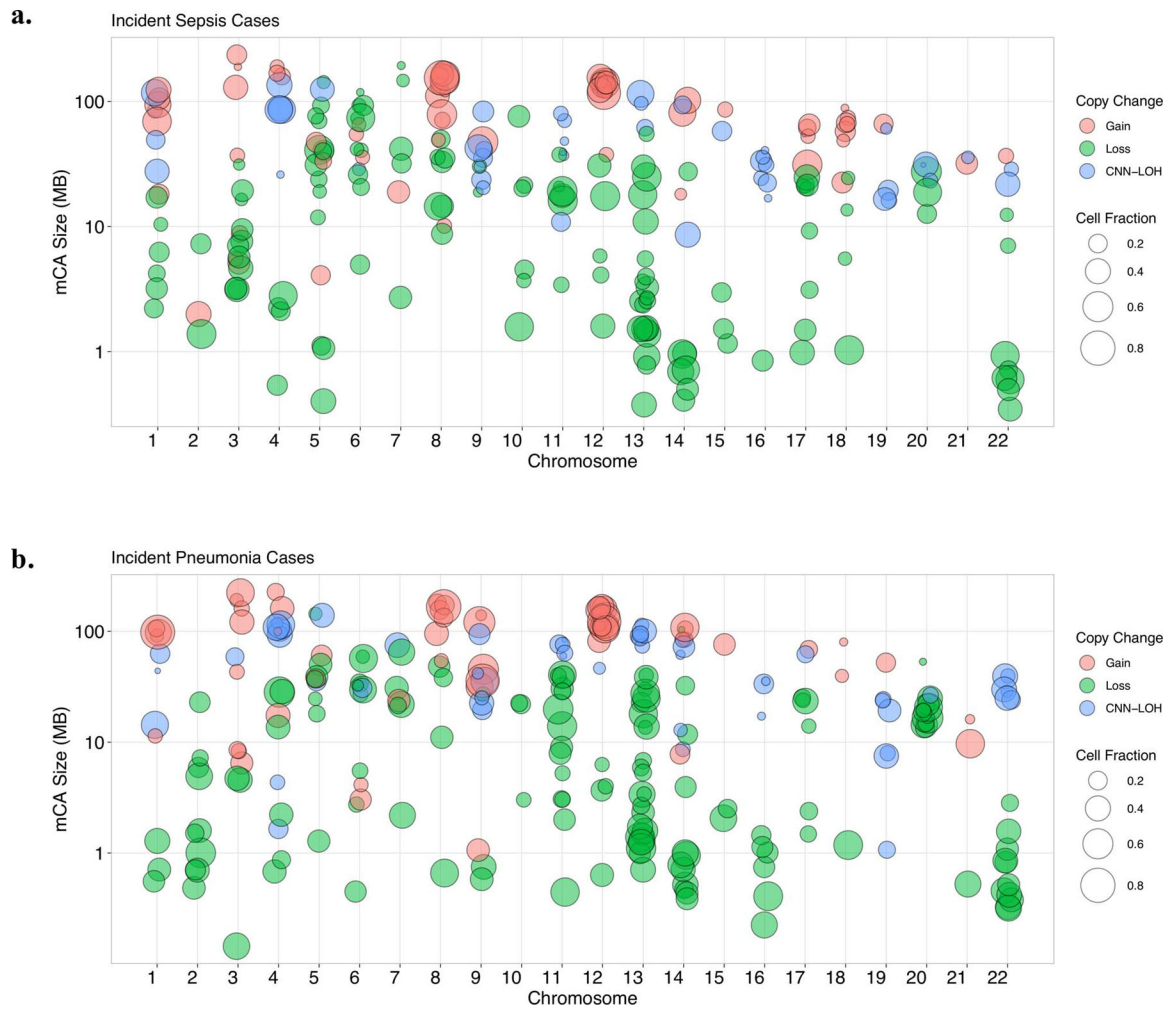 a.
Incident Sepsis Cases
mCA Size (MB)
100
10
1
1 2 3 4 5 6 7 8 9 10 11 12 13 14 15 16 17 18 19 20 21 22
Chromosome
Copy Change
Gain
Loss
CNN-LOH
Cell Fraction
0.2
0.4
0.6
0.8
b.
Incident Pneumonia Cases
mCA Size (MB)
100
10
1
1 2 3 4 5 6 7 8 9 10 11 12 13 14 15 16 17 18 19 20 21 22
Chromosome
Copy Change
Gain
Loss
CNN-LOH
Cell Fraction
0.2
0.4
0.6
0.8